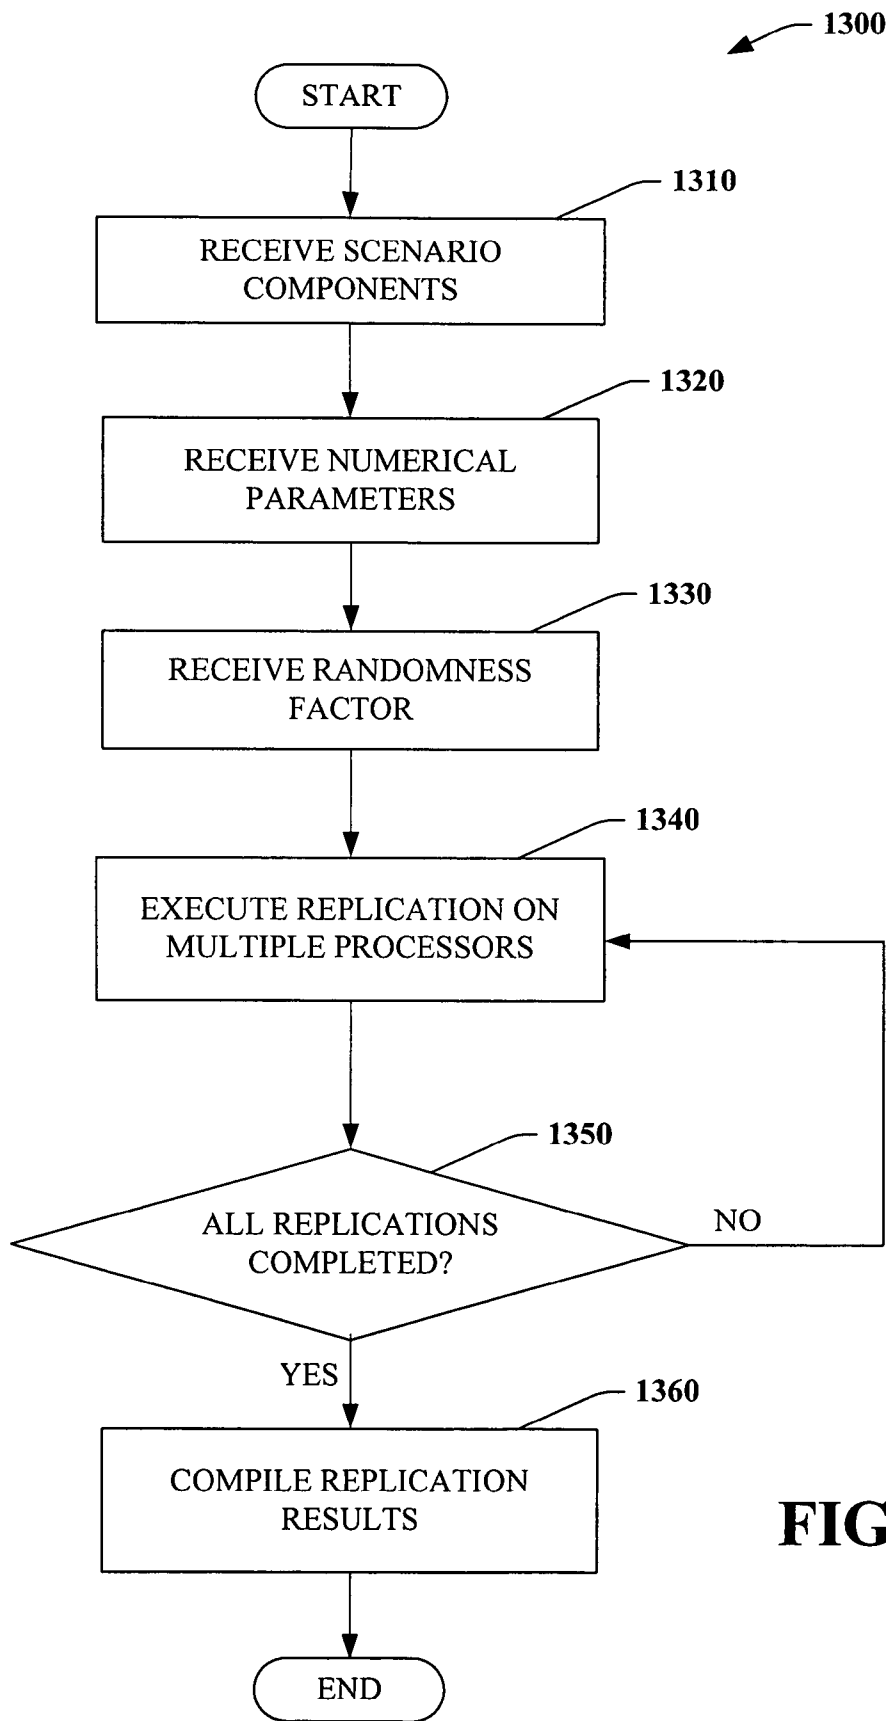 1300
START
1310
RECEIVE SCENARIO
COMPONENTS
1320
RECEIVE NUMERICAL
PARAMETERS
1330
RECEIVE RANDOMNESS
FACTOR
1340
EXECUTE REPLICATION ON
MULTIPLE PROCESSORS
1350
ALL REPLICATIONS
COMPLETED?
NO
YES
1360
COMPILE REPLICATION
RESULTS
FIG
END